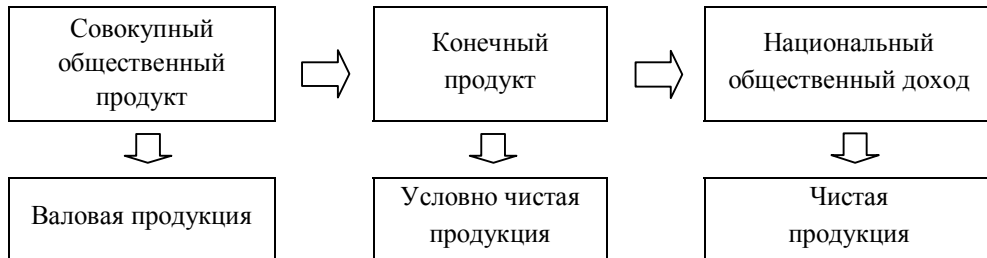 Совокупный
общественный
продукт
Конечный
продукт
Национальный
общественный доход
Валовая продукция
Условно чистая
продукция
Чистая
продукция